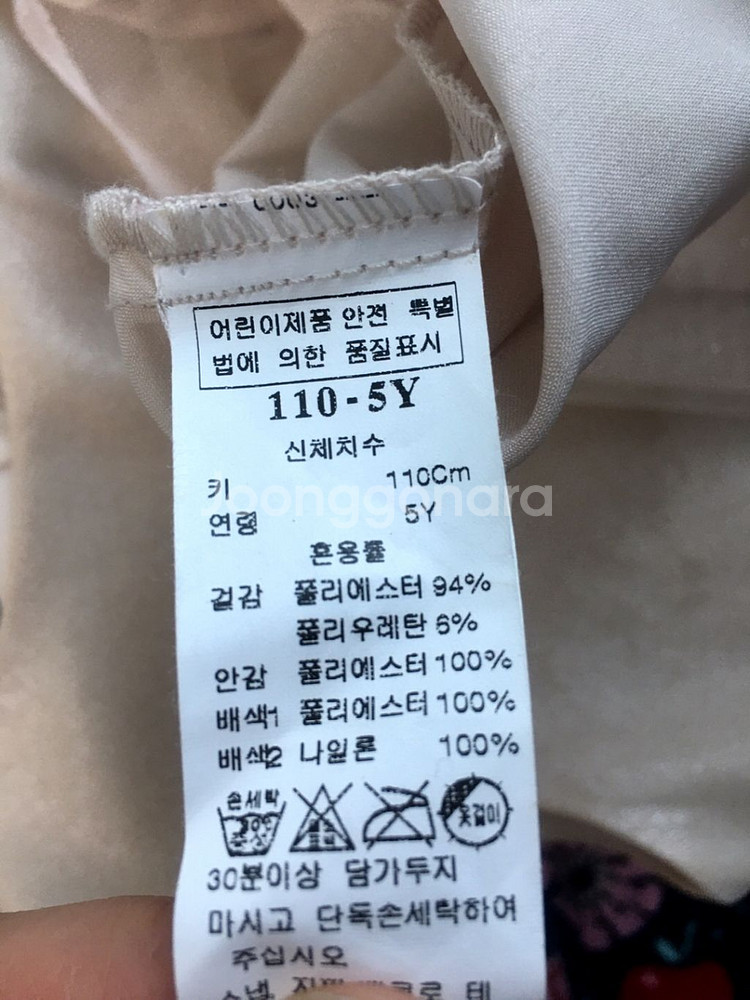 어린이제품 안전 특별
법에 의한 품질표시
110-5Y
신체치수
키 110Cm
Joonggonara
연령 5Y
혼용률
겉감 폴리에스터 94%
폴리우레탄 6%
안감 폴리에스터 100%
배색1 폴리에스터 100%
배색2 나일론 100%
손세탁
30℃
중성
옷걸이
30분이상 담가두지
마시고 단독손세탁하여
주십시오